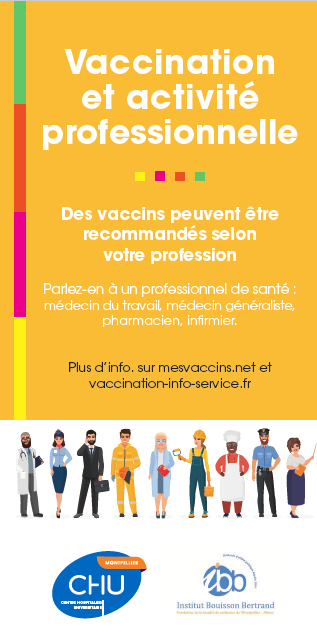 Vaccination
et activité
professionnelle
Des vaccins peuvent être
recommandés selon
votre profession
Parlez-en à un professionnel de santé :
médecin du travail, médecin généraliste,
pharmacien, infirmier.
Plus d'info. sur mesvaccins.net et
vaccination-info-service.fr
MONTPELLIER
CHU
CENTRE HOSPITALIER
UNIVERSITAIRE
ibb
Institut Bouisson Bertrand